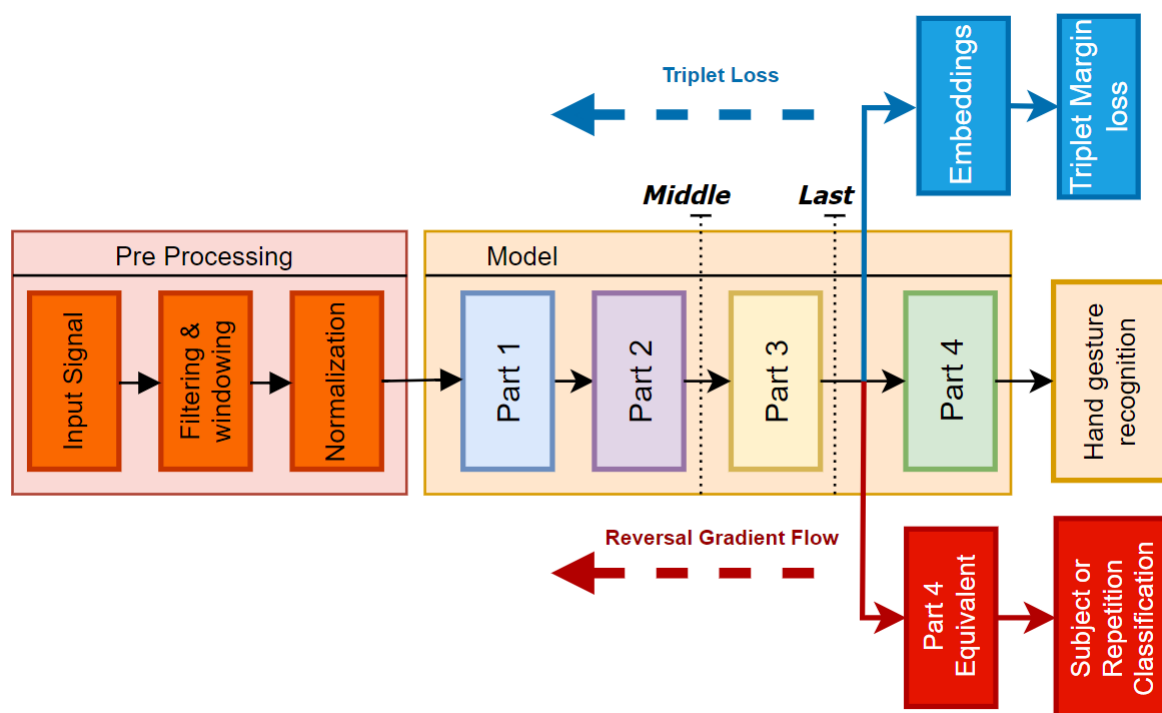 Triplet Loss
Embeddings
Triplet Margin
loss
Middle
Last
Pre Processing
Model
Input Signal
Filtering &
windowing
Normalization
Part 1
Part 2
Part 3
Part 4
Hand gesture
recognition
Reversal Gradient Flow
Part 4
Equivalent
Subject or
Repetition
Classification